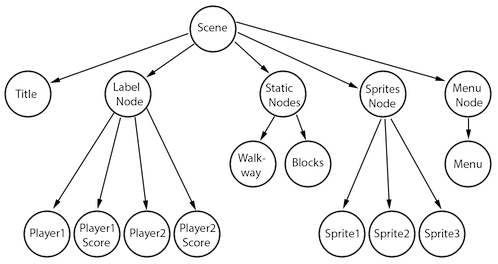 Scene
Title
Label
Node
Static
Nodes
Sprites
Node
Menu
Node
Walk-
way
Blocks
Menu
Player1
Player1
Score
Player2
Player2
Score
Sprite1
Sprite2
Sprite3